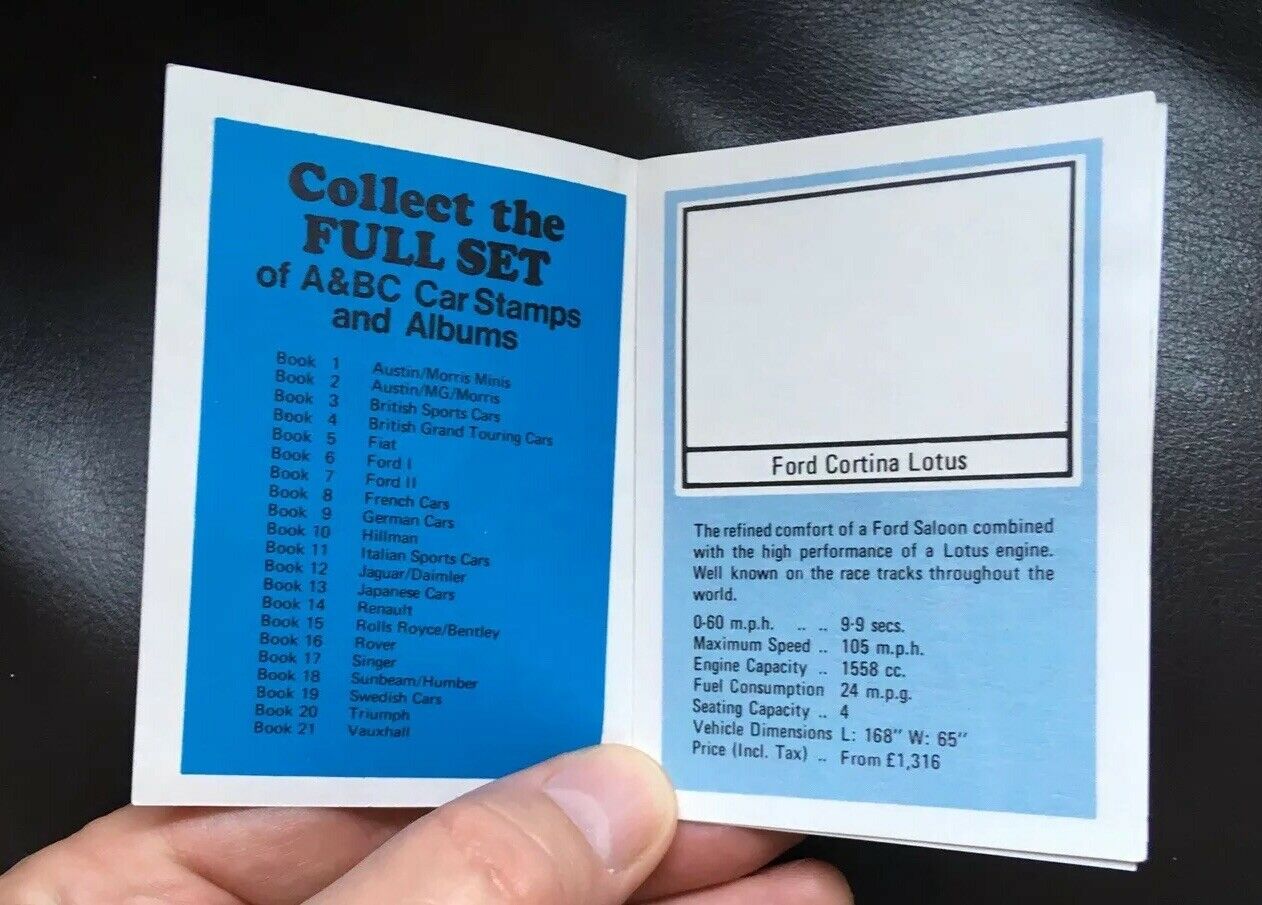 Collect the
FULL SET
of A&BC Car Stamps
and Albums
Book 1 Austin/Morris Minis
Book 2 Austin/MG/Morris
Book 3 British Sports Cars
Book 4 British Grand Touring Cars
Book 5 Fiat
Book 6 Ford I
Book 7 Ford II
Book 8 French Cars
Book 9 German Cars
Book 10 Hillman
Book 11 Italian Sports Cars
Book 12 Jaguar/Daimler
Book 13 Japanese Cars
Book 14 Renault
Book 15 Rolls Royce/Bentley
Book 16 Rover
Book 17 Singer
Book 18 Sunbeam/Humber
Book 19 Swedish Cars
Book 20 Triumph
Book 21 Vauxhall
Ford Cortina Lotus
The refined comfort of a Ford Saloon combined
with the high performance of a Lotus engine.
Well known on the race tracks throughout the
world.
0-60 m.p.h. .. .. 9·9 secs.
Maximum Speed .. 105 m.p.h.
Engine Capacity .. 1558 cc.
Fuel Consumption 24 m.p.g.
Seating Capacity .. 4
Vehicle Dimensions L: 168" W: 65"
Price (Incl. Tax) .. From £1,316